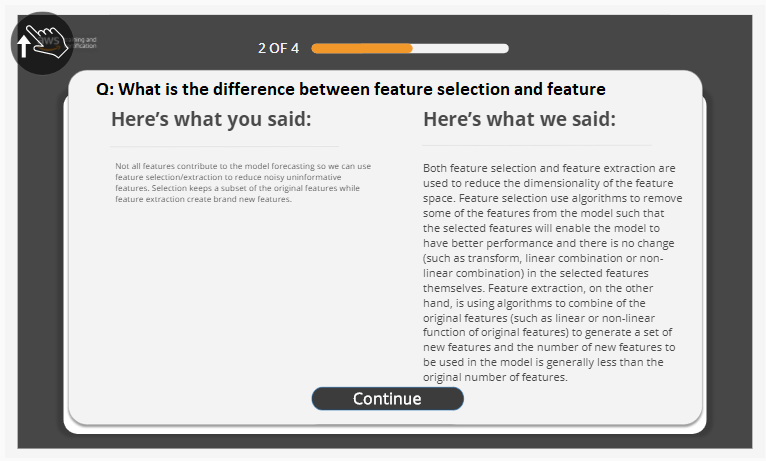 aws
ning and
ification
2 OF 4
Q: What is the difference between feature selection and feature
Here's what you said:
Not all features contribute to the model forecasting so we can use
feature selection/extraction to reduce noisy uninformative
features. Selection keeps a subset of the original features while
feature extraction create brand new features.
Here's what we said:
Both feature selection and feature extraction are
used to reduce the dimensionality of the feature
space. Feature selection use algorithms to remove
some of the features from the model such that
the selected features will enable the model to
have better performance and there is no change
(such as transform, linear combination or non-
linear combination) in the selected features
themselves. Feature extraction, on the other
hand, is using algorithms to combine of the
original features (such as linear or non-linear
function of original features) to generate a set of
new features and the number of new features to
be used in the model is generally less than the
original number of features.
Continue